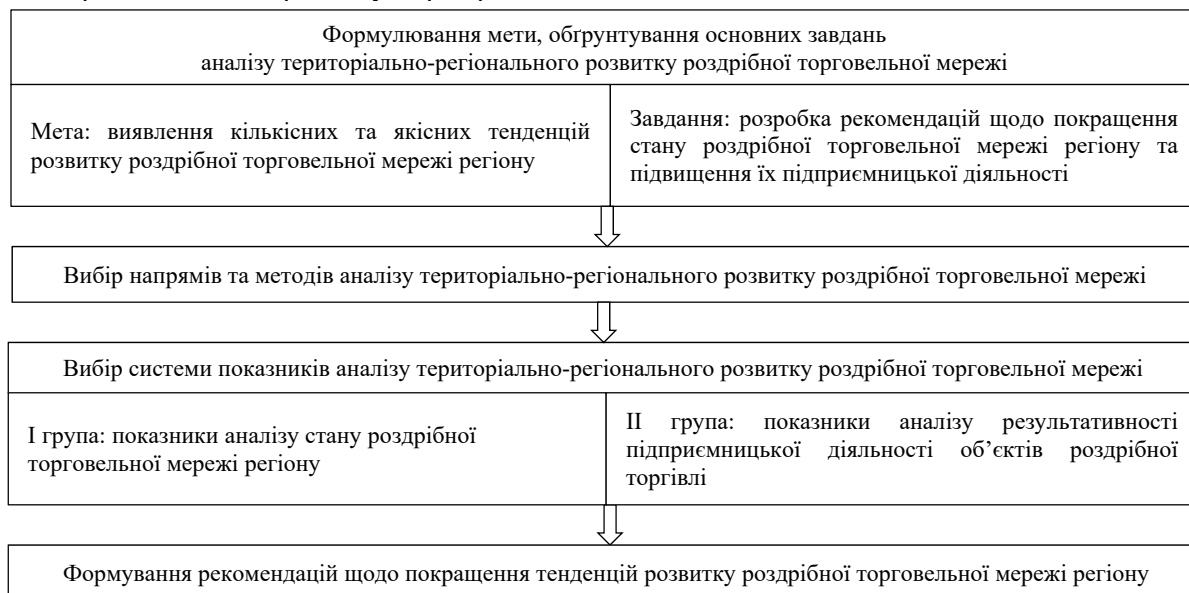 Формулювання мети, обґрунтування основних завдань
аналізу територіально-регіонального розвитку роздрібної торговельної мережі
Мета: виявлення кількісних та якісних тенденцій
розвитку роздрібної торговельної мережі регіону
Завдання: розробка рекомендацій щодо покращення
стану роздрібної торговельної мережі регіону та
підвищення їх підприємницької діяльності
Вибір напрямів та методів аналізу територіально-регіонального розвитку роздрібної торговельної мережі
Вибір системи показників аналізу територіально-регіонального розвитку роздрібної торговельної мережі
І група: показники аналізу стану роздрібної
торговельної мережі регіону
ІІ група: показники аналізу результативності
підприємницької діяльності об’єктів роздрібної
торгівлі
Формування рекомендацій щодо покращення тенденцій розвитку роздрібної торговельної мережі регіону